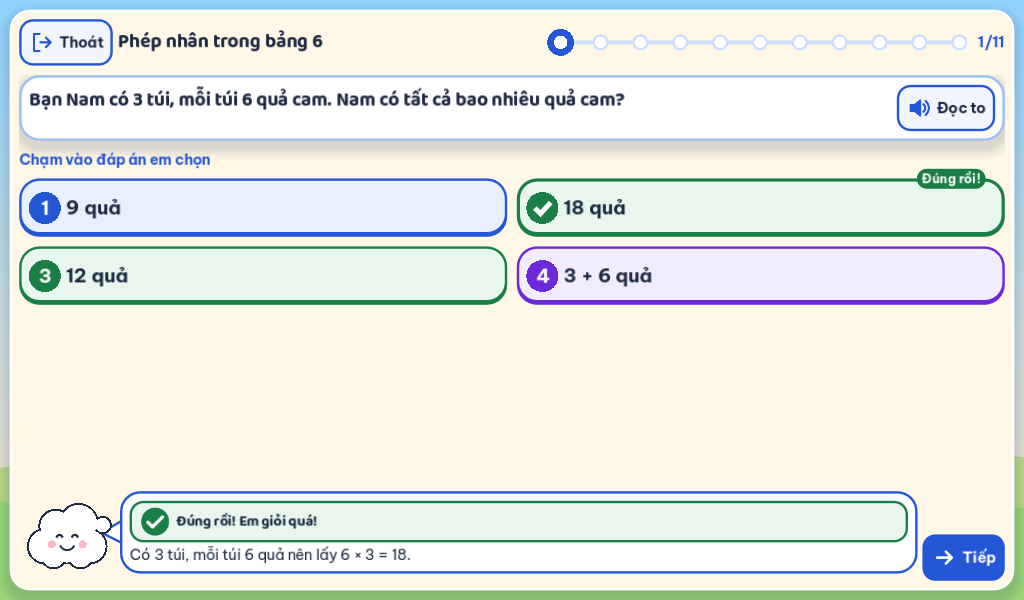 Thoát
Phép nhân trong bảng 6
1/11
Bạn Nam có 3 túi, mỗi túi 6 quả cam. Nam có tất cả bao nhiêu quả cam?
Đọc to
Chạm vào đáp án em chọn
1 9 quả
Đúng rồi!
18 quả
3 12 quả
4 3 + 6 quả
Đúng rồi! Em giỏi quá!
Có 3 túi, mỗi túi 6 quả nên lấy 6 × 3 = 18.
Tiếp